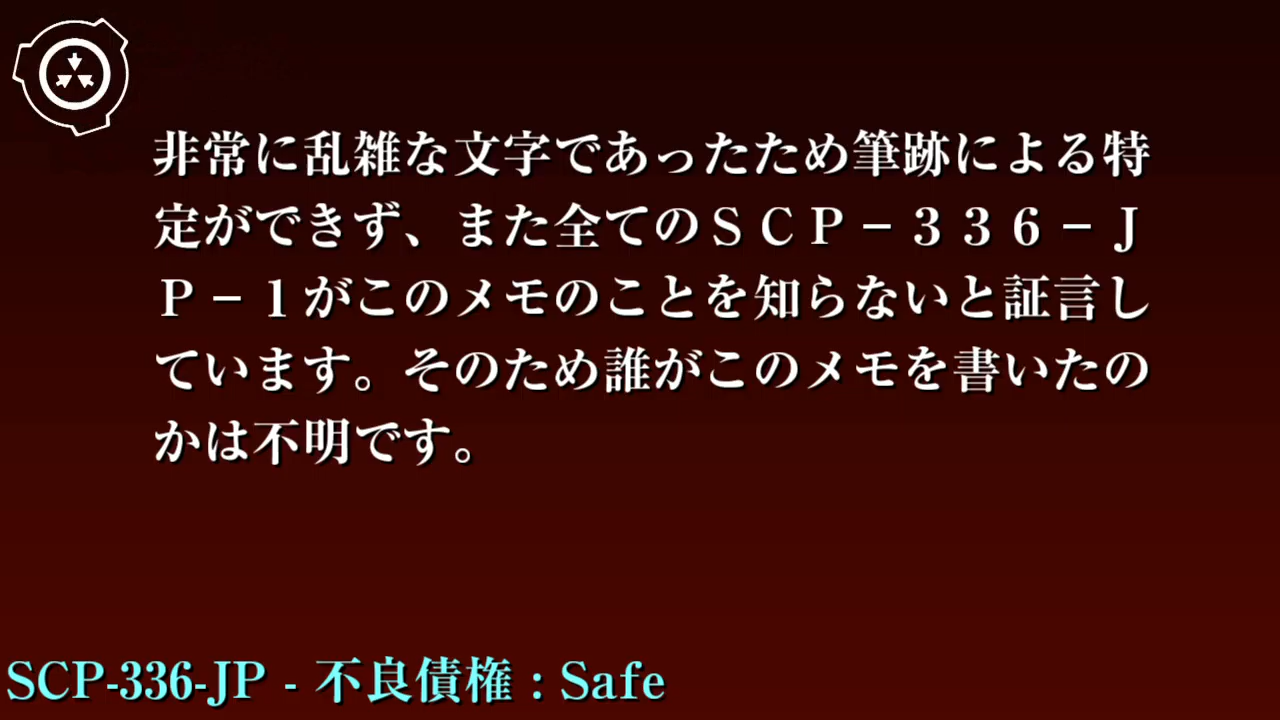 非常に乱雑な文字であったため筆跡による特
定ができず、また全てのＳＣＰ－３３６－Ｊ
Ｐ－１がこのメモのことを知らないと証言し
ています。そのため誰がこのメモを書いたの
かは不明です。
SCP-336-JP - 不良債権 : Safe